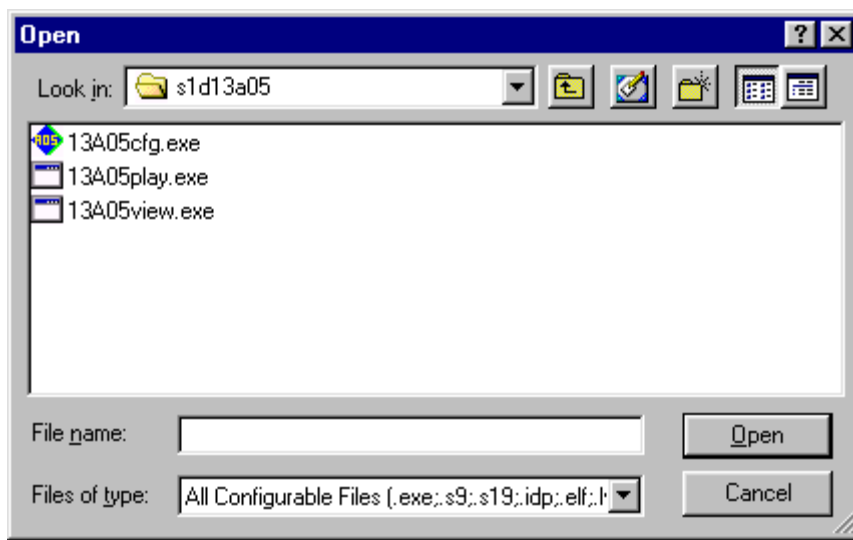 Open
Look in: s1d13a05
13A05cfg.exe
13A05play.exe
13A05view.exe
File name:
Open
Files of type: All Configurable Files (.exe;.s9;.s19;.idp;.elf;.
Cancel